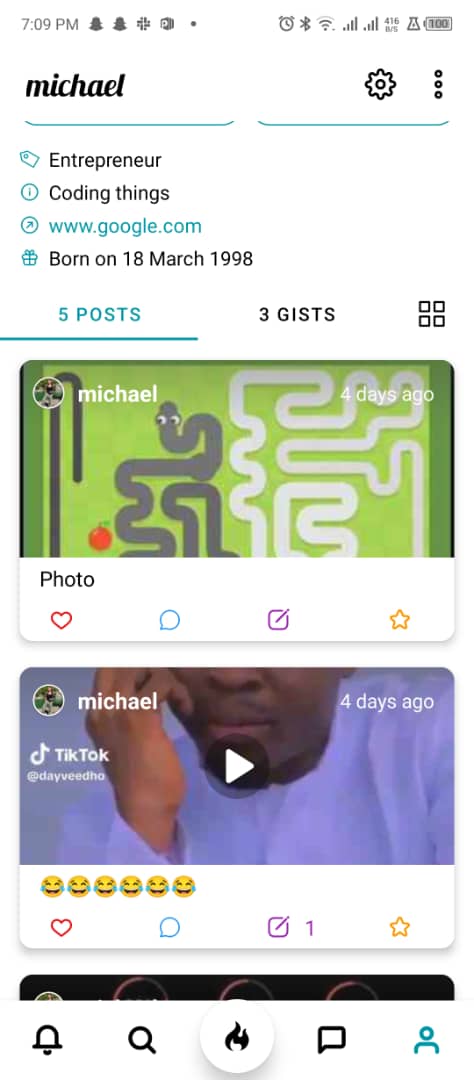 7:09 PM
416
B/S
100
michael
Entrepreneur
Coding things
www.google.com
Born on 18 March 1998
5 POSTS
3 GISTS
michael
4 days ago
Photo
michael
4 days ago
TikTok
@dayveedho
😂😂😂😂😂😂
1